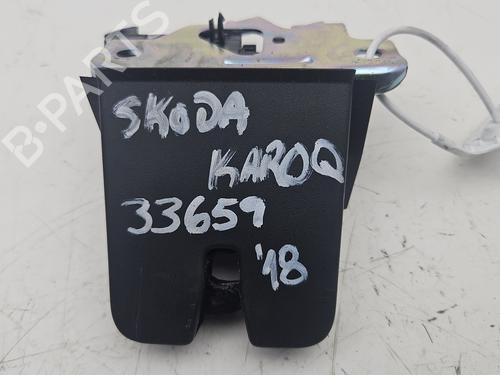 SKODA
KAROQ
33659
'18
B-PARTS